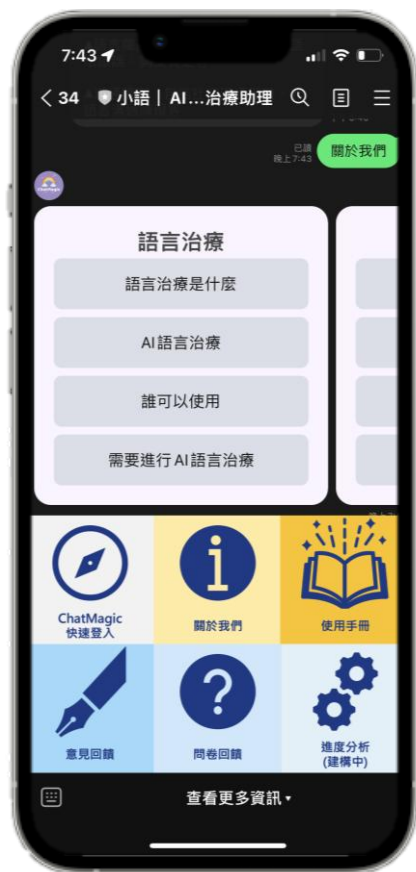 7:43
34 小語 | AI...治療助理
已讀
晚上7:43
關於我們
ChatMagic
語言治療
語言治療是什麼
AI語言治療
誰可以使用
需要進行AI語言治療
ChatMagic
快速登入
關於我們
使用手冊
意見回饋
問卷回饋
進度分析
(建構中)
查看更多資訊